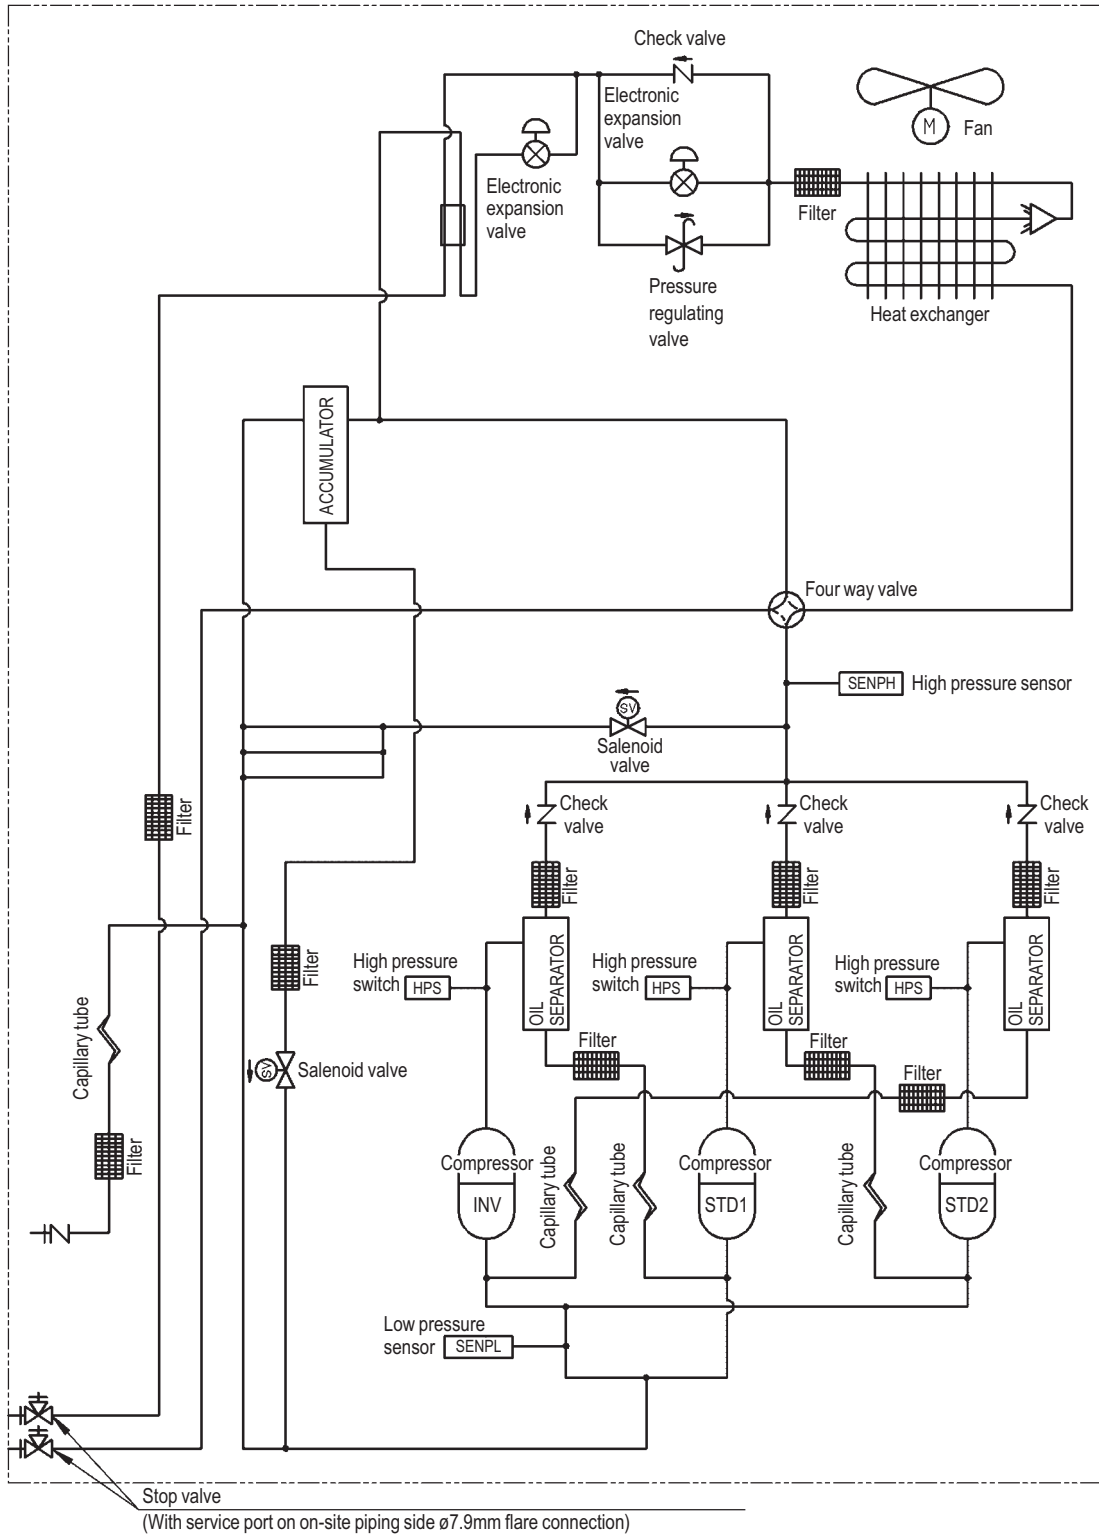 Check valve
Electronic
expansion
valve
M
Fan
Electronic
expansion
valve
Filter
Pressure
regulating
valve
Heat exchanger
ACCUMULATOR
Four way valve
SENPH
High pressure sensor
SV
Salenoid
valve
Filter
Check
valve
Check
valve
Check
valve
Filter
Filter
Filter
Filter
High pressure
switch
HPS
OIL
SEPARATOR
High pressure
switch
HPS
OIL
SEPARATOR
High pressure
switch
HPS
OIL
SEPARATOR
Capillary tube
SV
Salenoid valve
Filter
Filter
Filter
Filter
Compressor
INV
Capillary tube
Capillary tube
Compressor
STD1
Capillary tube
Compressor
STD2
Low pressure
sensor
SENPL
Stop valve
(With service port on on-site piping side ø7.9mm flare connection)